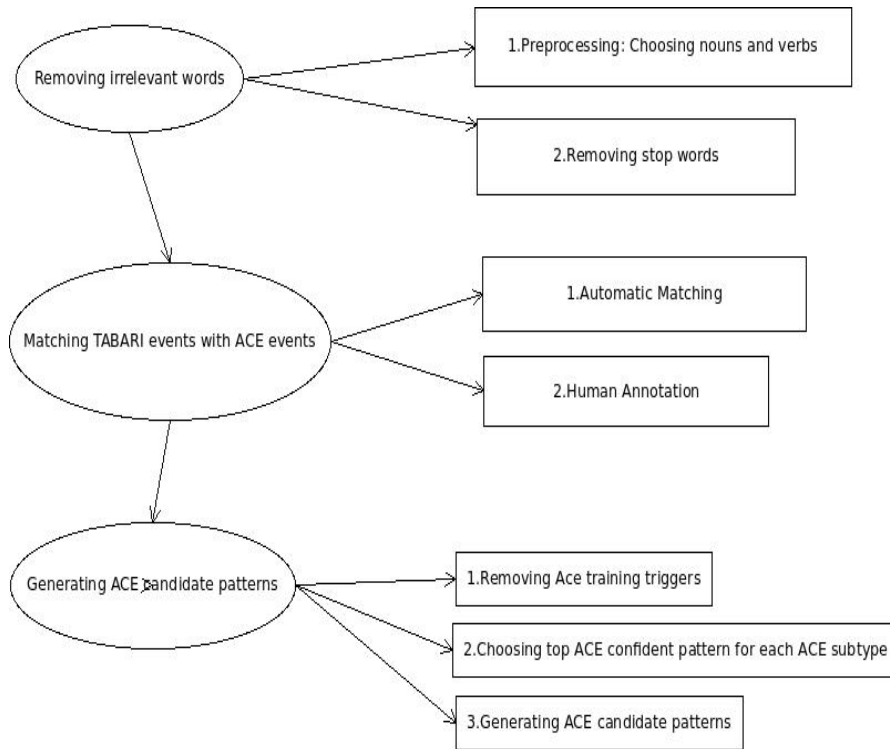 Removing irrelevant words
1.Preprocessing: Choosing nouns and verbs
2.Removing stop words
Matching TABARI events with ACE events
1.Automatic Matching
2.Human Annotation
Generating ACE candidate patterns
1.Removing Ace training triggers
2.Choosing top ACE confident pattern for each ACE subtype
3.Generating ACE candidate patterns